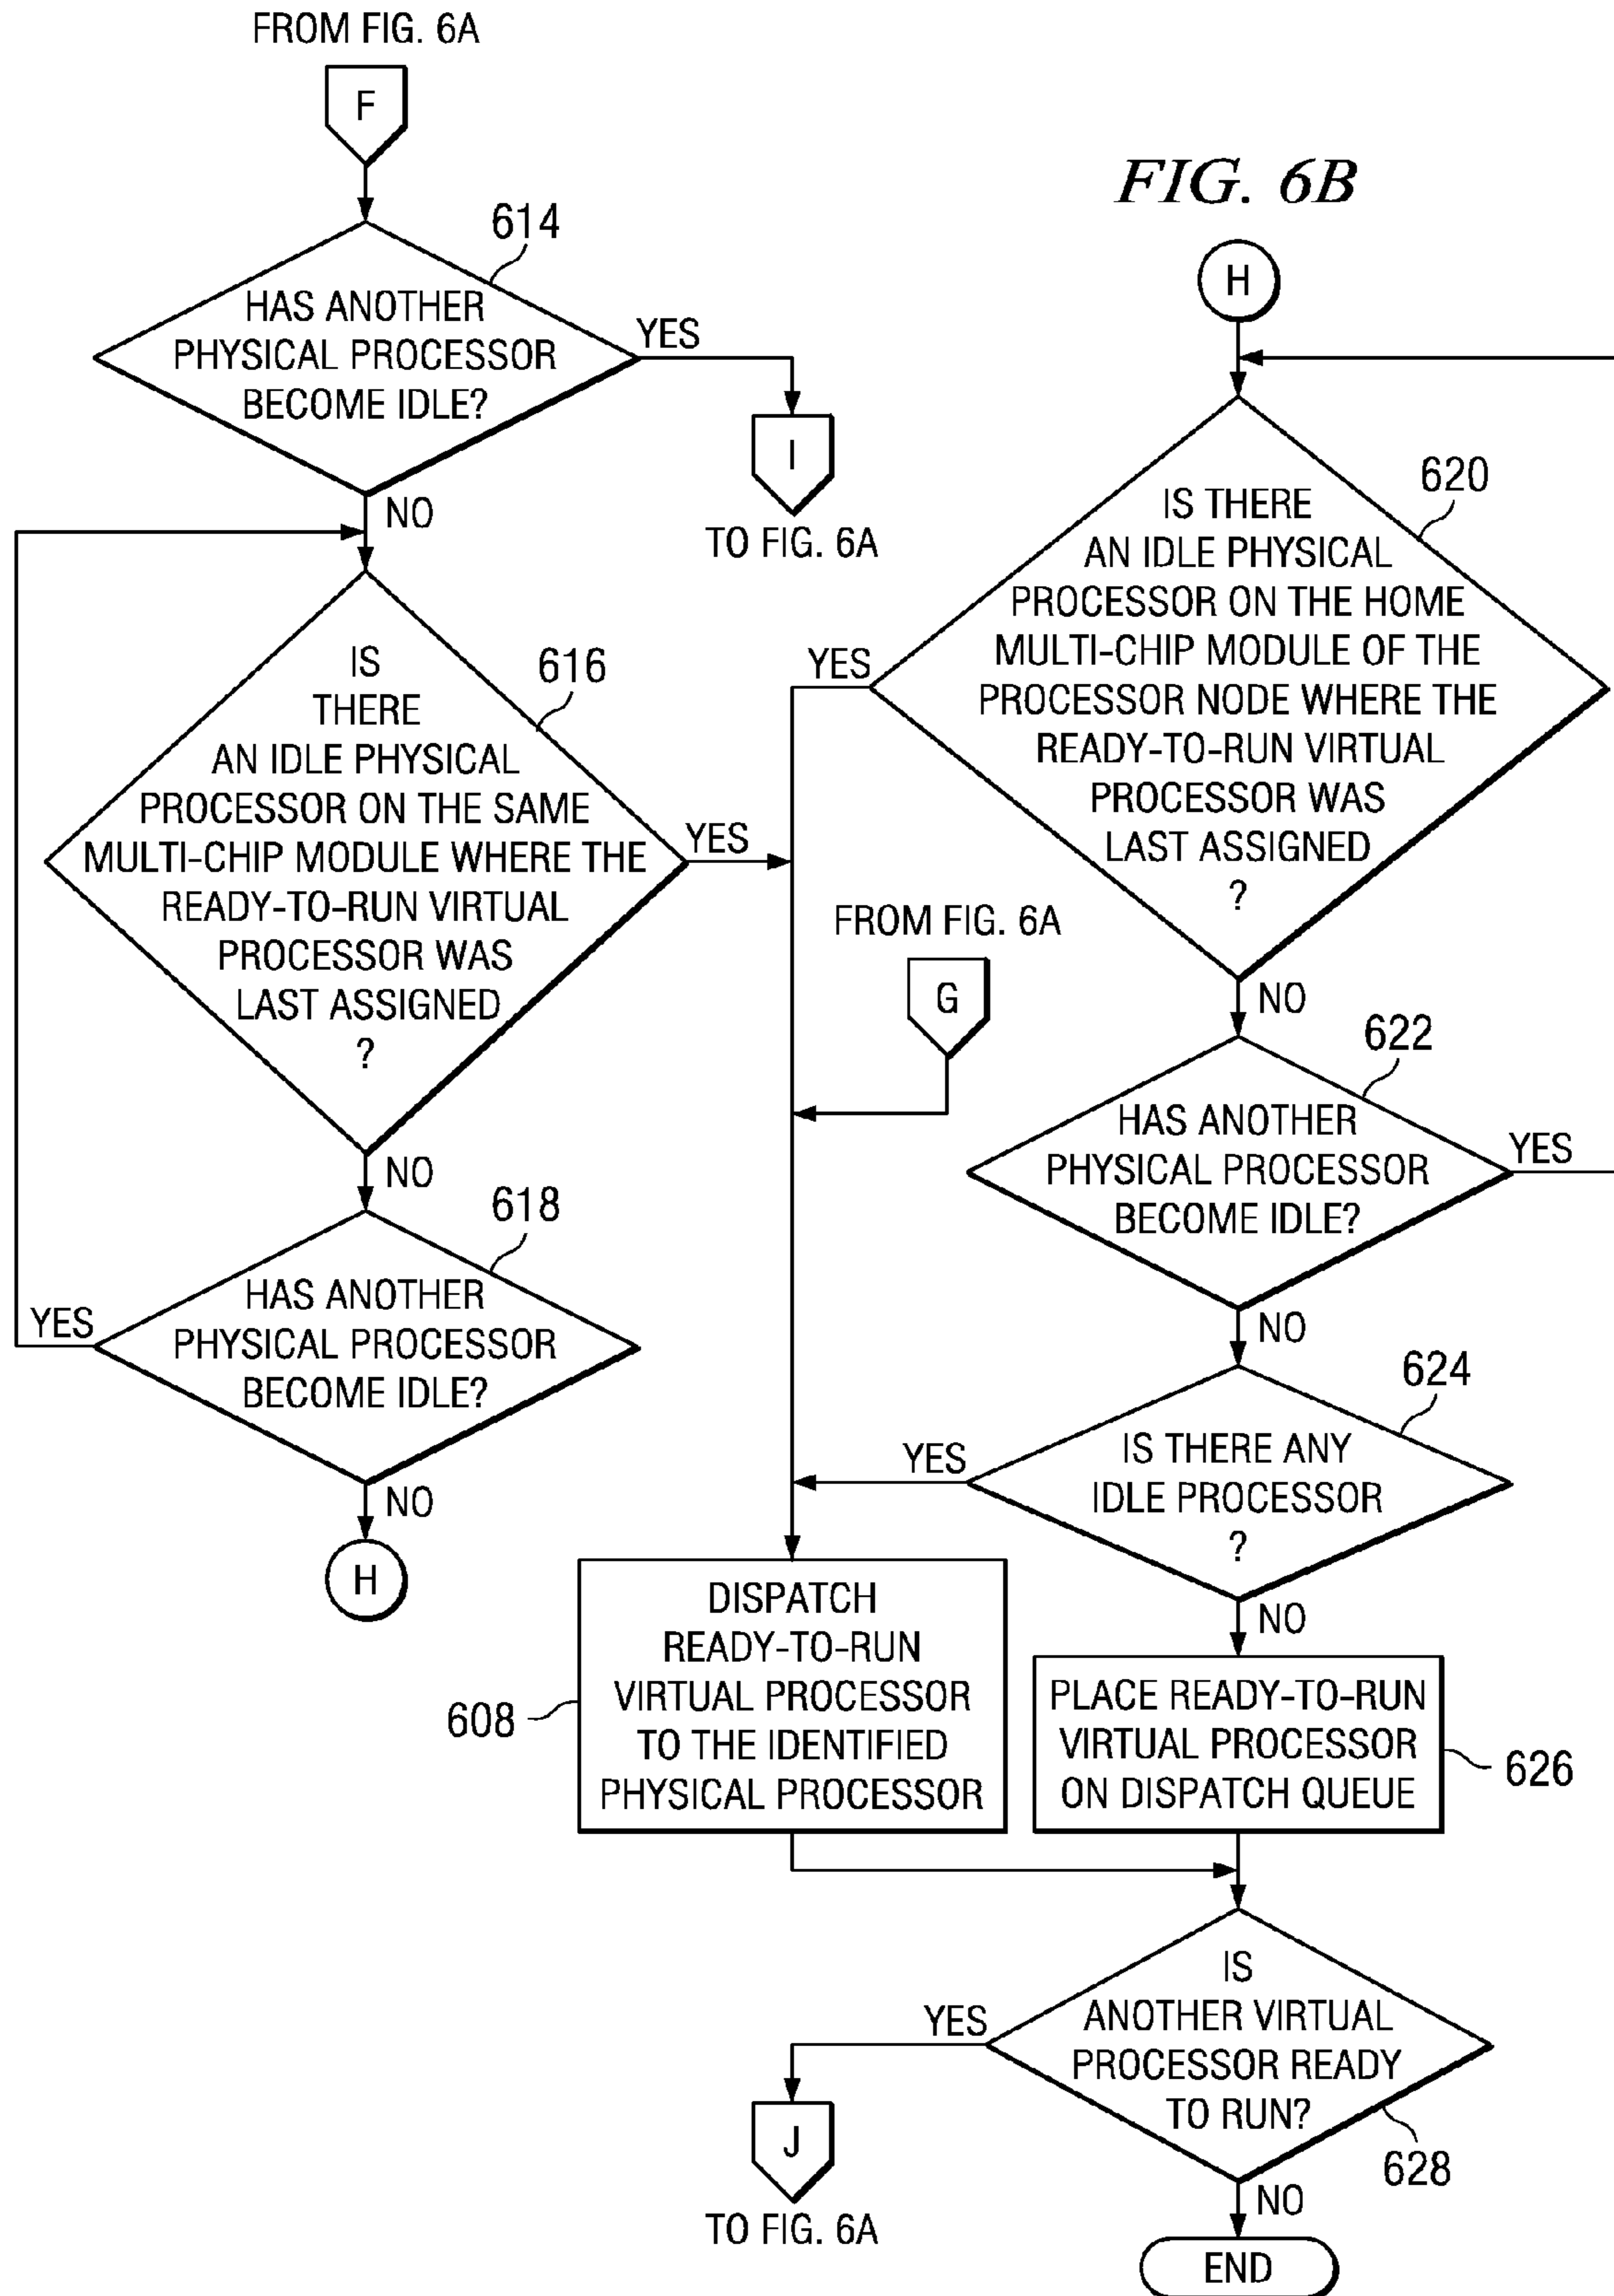 FROM FIG. 6A
F
614
HAS ANOTHER
PHYSICAL PROCESSOR
BECOME IDLE?
YES
I
TO FIG. 6A
NO
616
IS
THERE
AN IDLE PHYSICAL
PROCESSOR ON THE SAME
MULTI-CHIP MODULE WHERE THE
READY-TO-RUN VIRTUAL
PROCESSOR WAS
LAST ASSIGNED
?
YES
NO
618
HAS ANOTHER
PHYSICAL PROCESSOR
BECOME IDLE?
YES
NO
H
FIG. 6B
H
620
IS THERE
AN IDLE PHYSICAL
PROCESSOR ON THE HOME
MULTI-CHIP MODULE OF THE
PROCESSOR NODE WHERE THE
READY-TO-RUN VIRTUAL
PROCESSOR WAS
LAST ASSIGNED
?
YES
NO
FROM FIG. 6A
G
622
HAS ANOTHER
PHYSICAL PROCESSOR
BECOME IDLE?
YES
NO
624
IS THERE ANY
IDLE PROCESSOR
?
YES
NO
608
DISPATCH
READY-TO-RUN
VIRTUAL PROCESSOR
TO THE IDENTIFIED
PHYSICAL PROCESSOR
PLACE READY-TO-RUN
VIRTUAL PROCESSOR
ON DISPATCH QUEUE
626
IS
ANOTHER VIRTUAL
PROCESSOR READY
TO RUN?
628
YES
J
TO FIG. 6A
NO
END